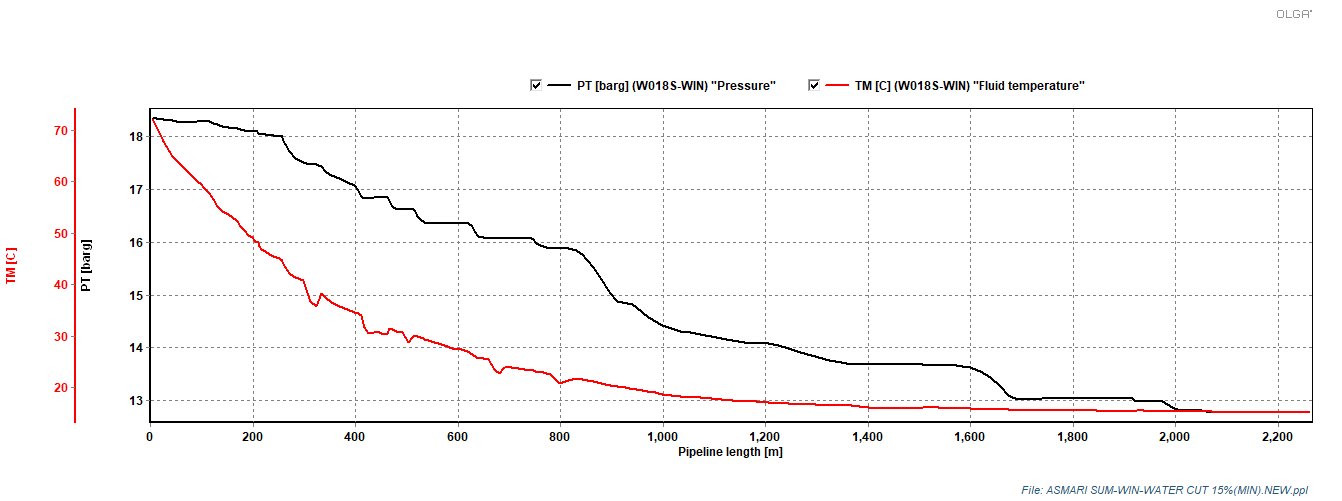 OLGA
PT [barg] (W018S-WIN) "Pressure" TM [C] (W018S-WIN) "Fluid temperature"
TM [C]
PT [barg]
70
60
50
40
30
20
18
17
16
15
14
13
0 200 400 600 800 1,000 1,200 1,400 1,600 1,800 2,000 2,200
Pipeline length [m]
File: ASMARI SUM-WIN-WATER CUT 15%(MIN).NEW.ppl